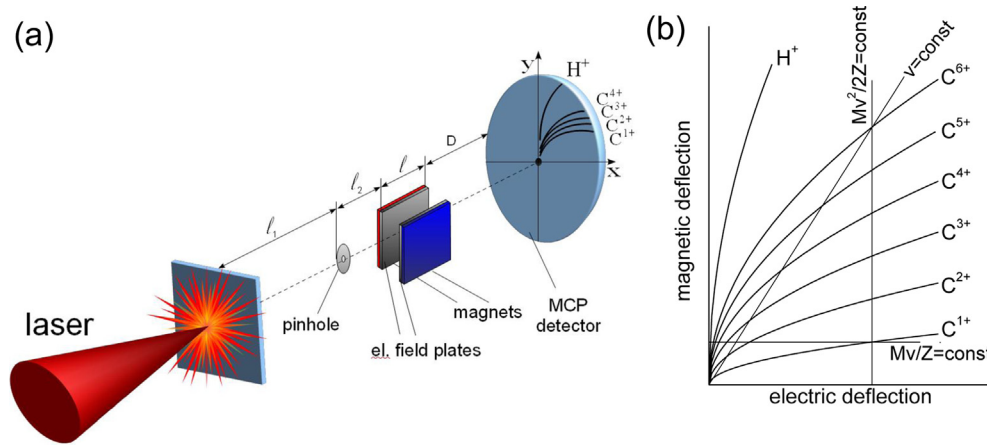 (a)
laser
ℓ₁
ℓ₂
l
D
pinhole
el. field plates
magnets
MCP
detector
y
x
H⁺
C⁴⁺
C³⁺
C²⁺
C¹⁺
(b)
magnetic deflection
electric deflection
H⁺
Mv²/2Z=const
v=const
C⁶⁺
C⁵⁺
C⁴⁺
C³⁺
C²⁺
C¹⁺
Mv/Z=const